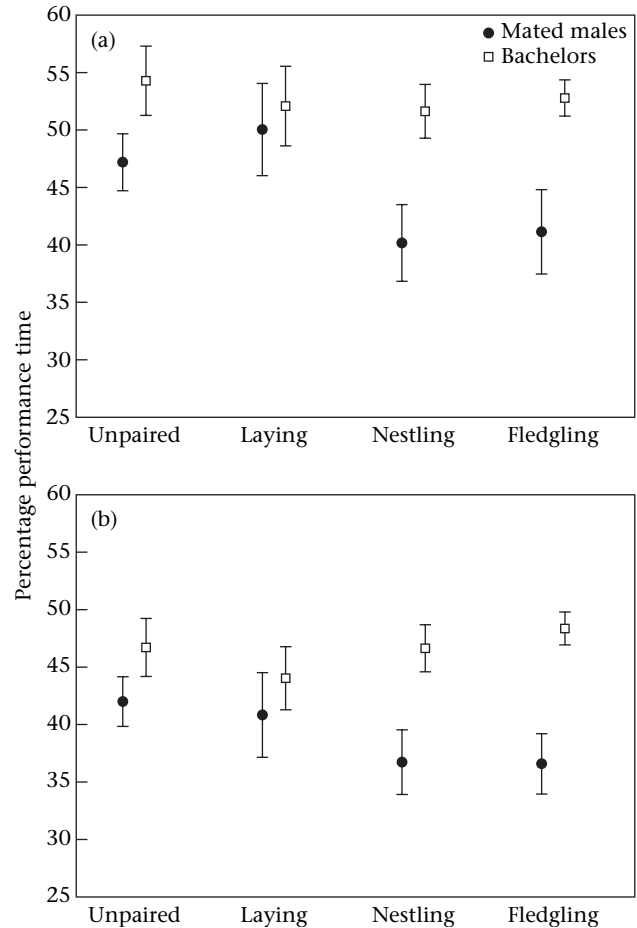 Percentage performance time
(a)
Mated males
Bachelors
60
55
50
45
40
35
30
25
Unpaired Laying Nestling Fledgling
(b)
60
55
50
45
40
35
30
25
Unpaired Laying Nestling Fledgling